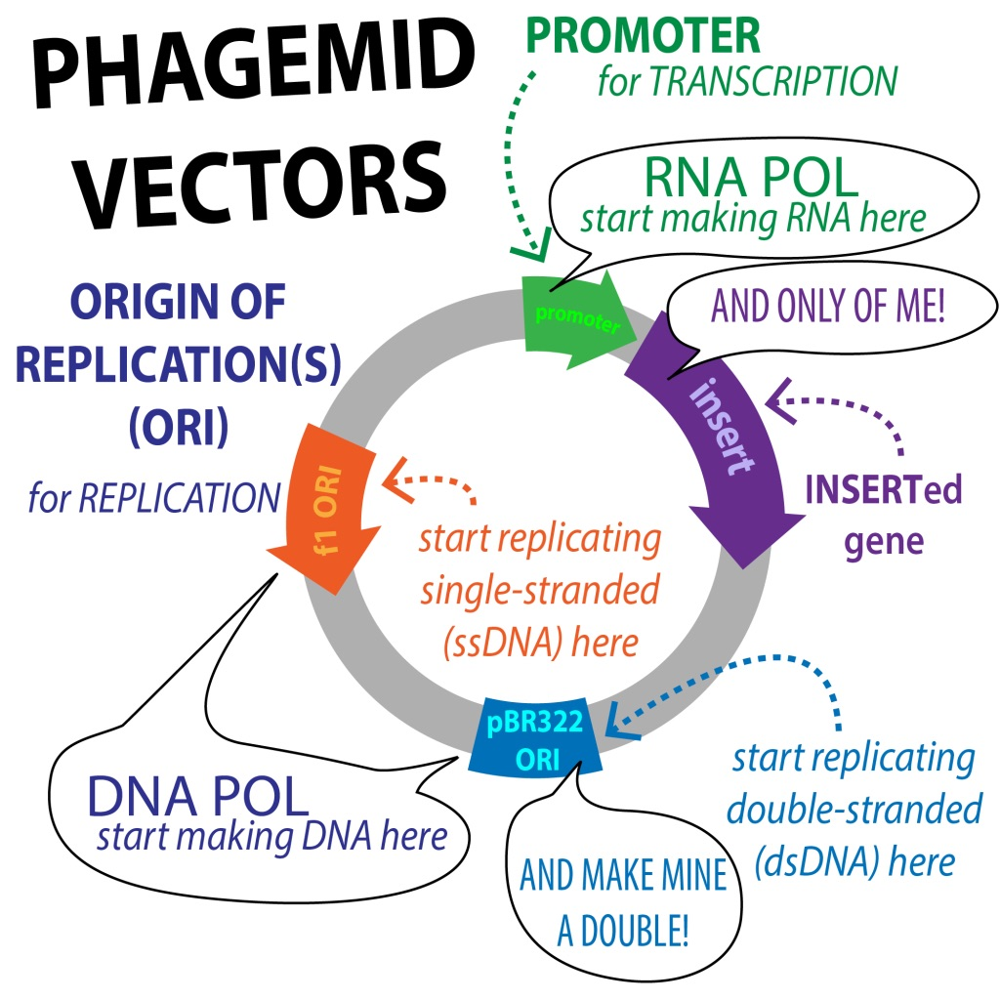 PHAGEMID
VECTORS
PROMOTER
for TRANSCRIPTION
RNA POL
start making RNA here
AND ONLY OF ME!
promoter
insert
INSERTed
gene
ORIGIN OF
REPLICATION(S)
(ORI)
for REPLICATION
f1 ORI
start replicating
single-stranded
(ssDNA) here
pBR322
ORI
start replicating
double-stranded
(dsDNA) here
DNA POL
start making DNA here
AND MAKE MINE
A DOUBLE!